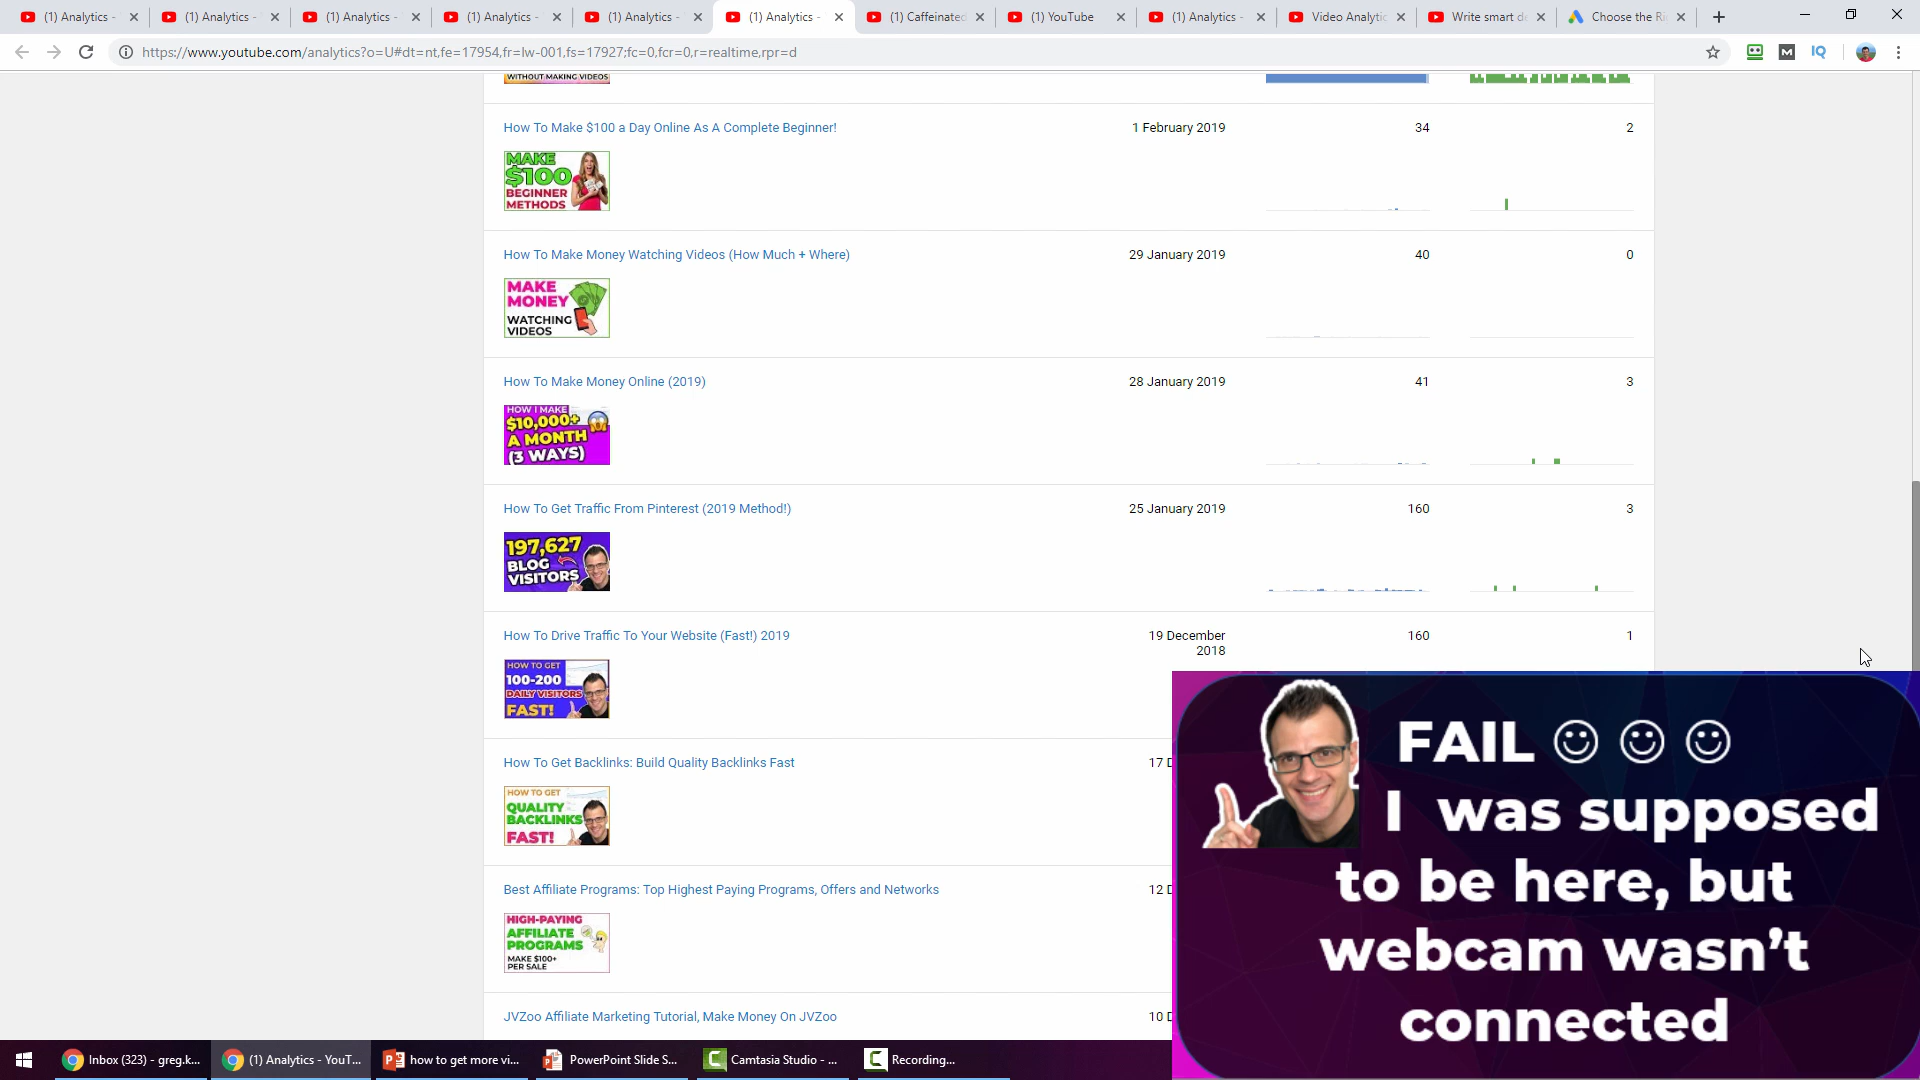 (1) Analytics -
(1) Analytics -
(1) Analytics -
(1) Analytics -
(1) Analytics -
(1) Analytics -
(1) Caffeinated
(1) YouTube
(1) Analytics -
Video Analytic
Write smart de
Choose the Ri
https://www.youtube.com/analytics?o=U#dt=nt,fe=17954,fr=lw-001,fs=17927;fc=0,fcr=0,r=realtime,rpr=d
M
IQ
WITHOUT MAKING VIDEOS
How To Make $100 a Day Online As A Complete Beginner!
1 February 2019
34
2
MAKE
$100
BEGINNER
METHODS
How To Make Money Watching Videos (How Much + Where)
29 January 2019
40
0
MAKE
MONEY
WATCHING
VIDEOS
How To Make Money Online (2019)
28 January 2019
41
3
HOW I MAKE
$10,000+
A MONTH
(3 WAYS)
How To Get Traffic From Pinterest (2019 Method!)
25 January 2019
160
3
197,627
BLOG
VISITORS
How To Drive Traffic To Your Website (Fast!) 2019
19 December
2018
160
1
HOW TO GET
100-200
DAILY VISITORS
FAST!
How To Get Backlinks: Build Quality Backlinks Fast
17 D
HOW TO GET
QUALITY
BACKLINKS
FAST!
Best Affiliate Programs: Top Highest Paying Programs, Offers and Networks
12 D
HIGH-PAYING
AFFILIATE
PROGRAMS
MAKE $100+
PER SALE
JVZoo Affiliate Marketing Tutorial, Make Money On JVZoo
10 D
FAIL ☺ ☺ ☺
I was supposed
to be here, but
webcam wasn't
connected
Inbox (323) - greg.k...
(1) Analytics - YouT...
how to get more vi...
PowerPoint Slide S...
Camtasia Studio - ...
Recording...